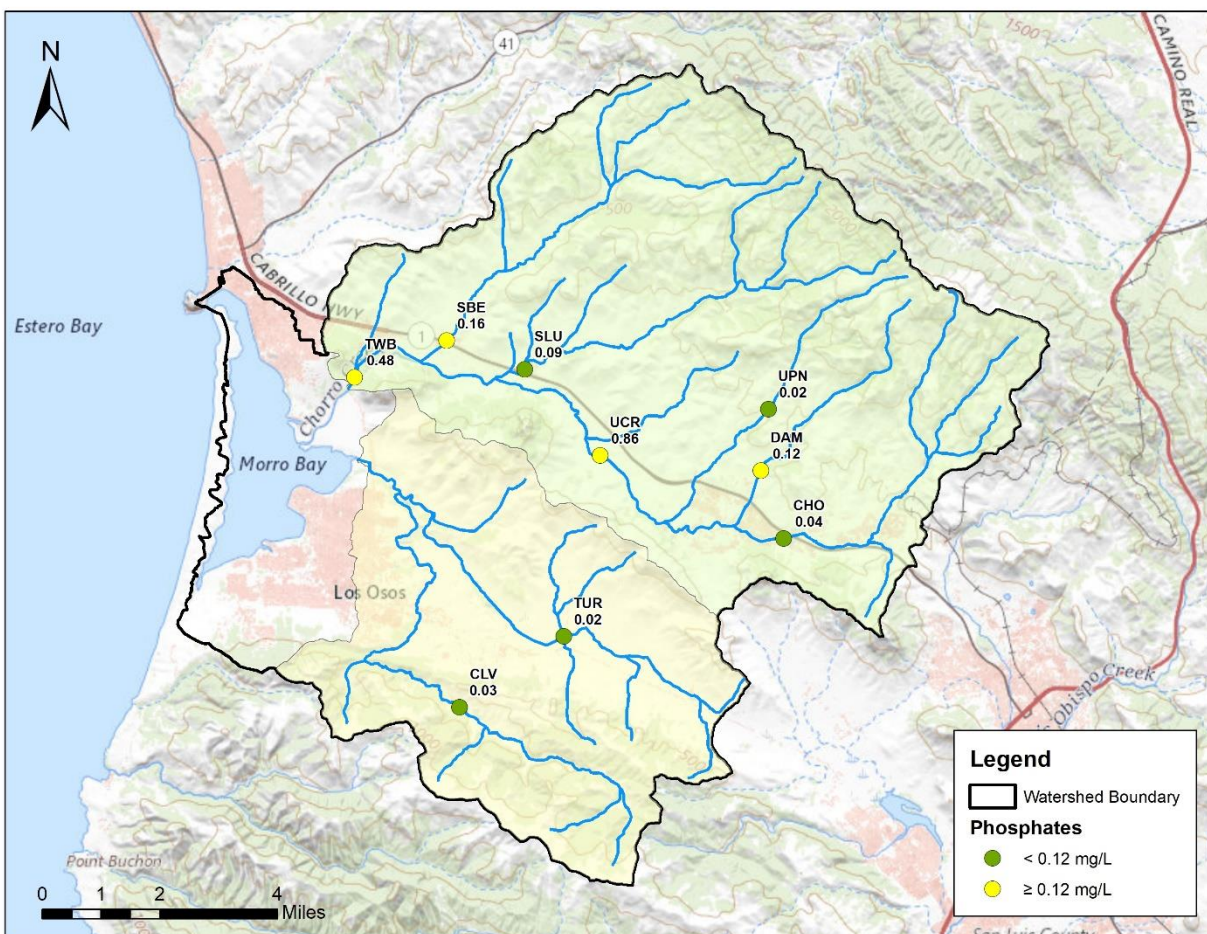 N
41
1500
CAMINO REAL
500
CABRILLO HWY
1
Estero Bay
SBE
0.16
TWB
0.48
SLU
0.09
Chorro
UPN
0.02
UCR
0.86
DAM
0.12
Morro Bay
CHO
0.04
Los Osos
TUR
0.02
CLV
0.03
500
Obispo Creek
Point Buchon
0 1 2 4
Miles
Legend
Watershed Boundary
Phosphates
< 0.12 mg/L
≥ 0.12 mg/L